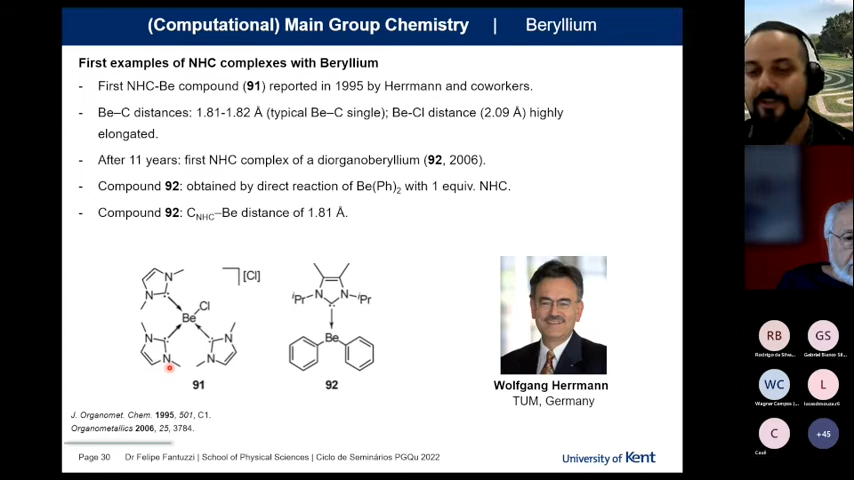 (Computational) Main Group Chemistry | Beryllium
First examples of NHC complexes with Beryllium
- First NHC-Be compound (91) reported in 1995 by Herrmann and coworkers.
- Be–C distances: 1.81-1.82 Å (typical Be–C single); Be-Cl distance (2.09 Å) highly
elongated.
- After 11 years: first NHC complex of a diorganoberyllium (92, 2006).
- Compound 92: obtained by direct reaction of Be(Ph)2 with 1 equiv. NHC.
- Compound 92: CNHC–Be distance of 1.81 Å.
N
N
[Cl]
Cl
Be
N
N
N
N
91
iPr
N
N
iPr
Be
92
Wolfgang Herrmann
TUM, Germany
J. Organomet. Chem. 1995, 501, C1.
Organometallics 2006, 25, 3784.
Page 30 Dr Felipe Fantuzzi | School of Physical Sciences | Ciclo de Seminários PGQu 2022
University of Kent
RB
GS
Rodrigo da Silva...
Gabriel Bianco Sil...
WC
L
Wagner Campos (...
C
+45